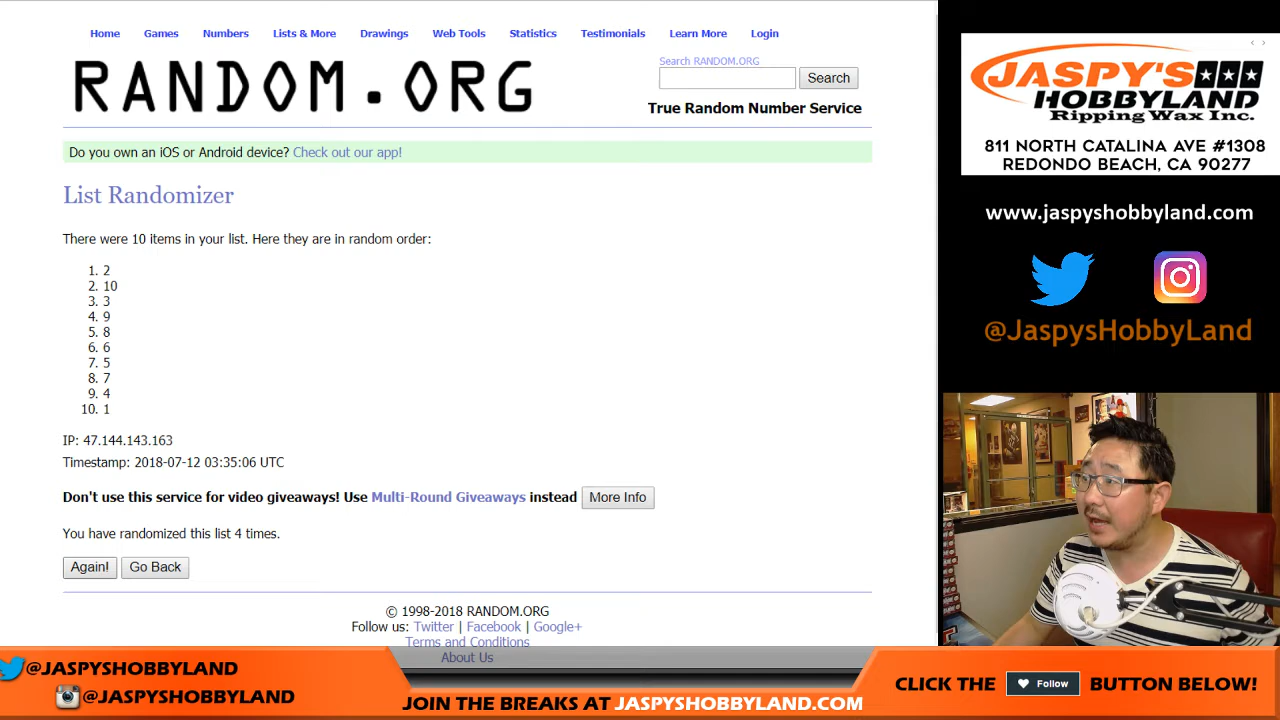 Home Games Numbers Lists & More Drawings Web Tools Statistics Testimonials Learn More Login
RANDOM.ORG
Search RANDOM.ORG
Search
True Random Number Service
Do you own an iOS or Android device? Check out our app!
List Randomizer
There were 10 items in your list. Here they are in random order:
1. 2
2. 10
3. 3
4. 9
5. 8
6. 6
7. 5
8. 7
9. 4
10. 1
IP: 47.144.143.163
Timestamp: 2018-07-12 03:35:06 UTC
Don't use this service for video giveaways! Use Multi-Round Giveaways instead More Info
You have randomized this list 4 times.
Again! Go Back
© 1998-2018 RANDOM.ORG
Follow us: Twitter | Facebook | Google+
Terms and Conditions
About Us
JASPY'S
HOBBYLAND
Ripping Wax Inc.
811 NORTH CATALINA AVE #1308
REDONDO BEACH, CA 90277
www.jaspyshobbyland.com
@JaspysHobbyLand
@JASPYSHOBBYLAND
@JASPYSHOBBYLAND
JOIN THE BREAKS AT JASPYSHOBBYLAND.COM
CLICK THE Follow BUTTON BELOW!